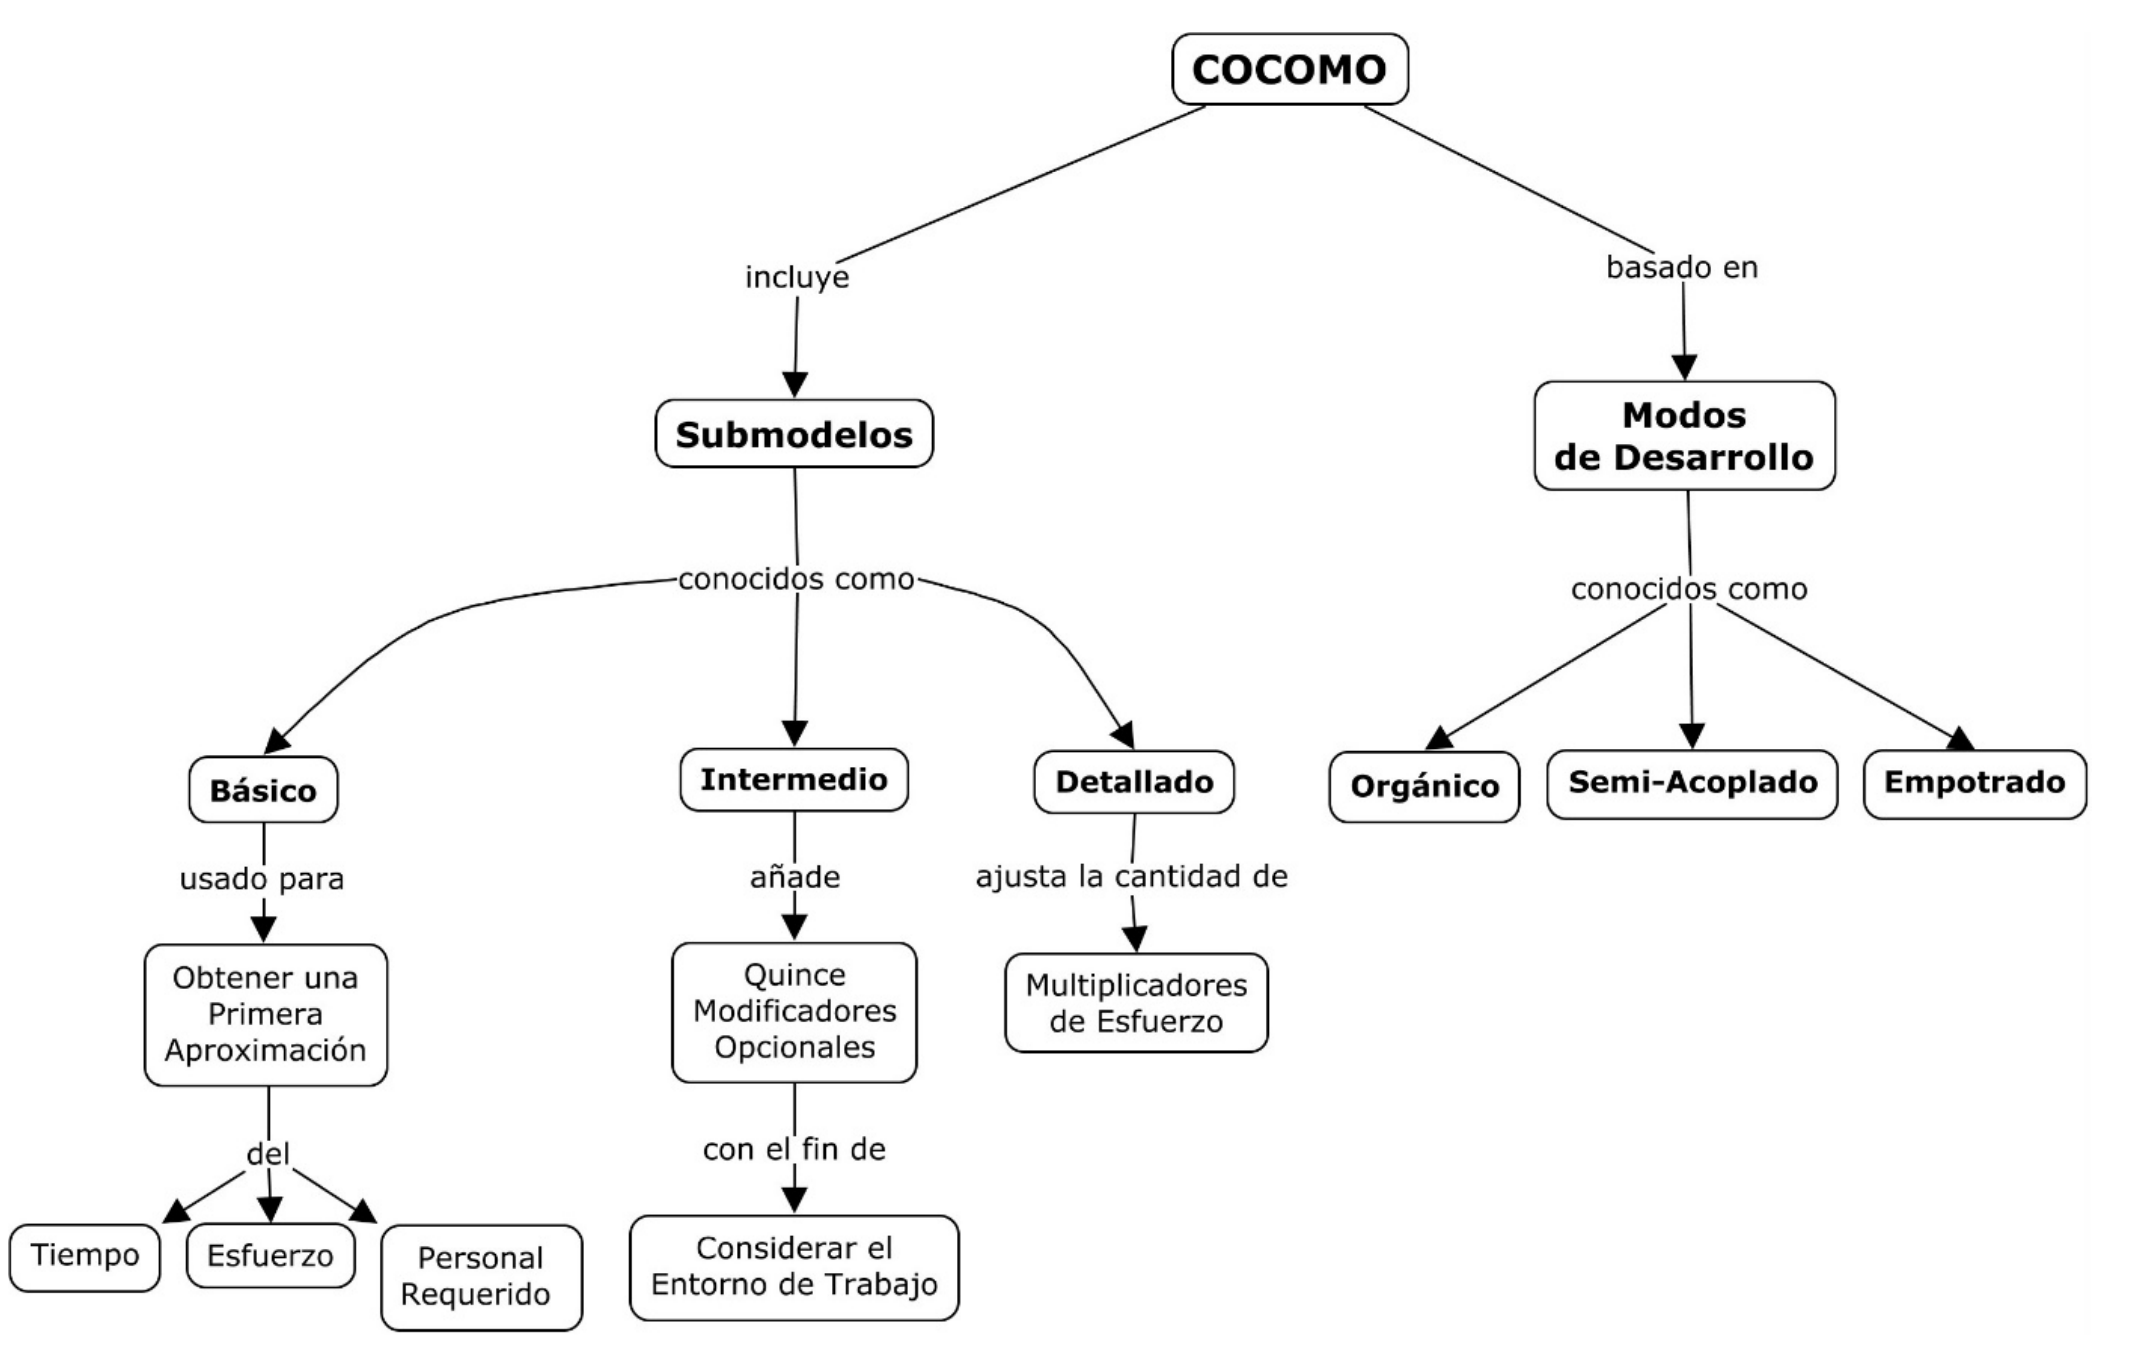 COCOMO
incluye
basado en
Submodelos
Modos
de Desarrollo
conocidos como
conocidos como
Básico
Intermedio
Detallado
Orgánico
Semi-Acoplado
Empotrado
usado para
añade
ajusta la cantidad de
Obtener una
Primera
Aproximación
Quince
Modificadores
Opcionales
Multiplicadores
de Esfuerzo
del
con el fin de
Tiempo
Esfuerzo
Personal
Requerido
Considerar el
Entorno de Trabajo